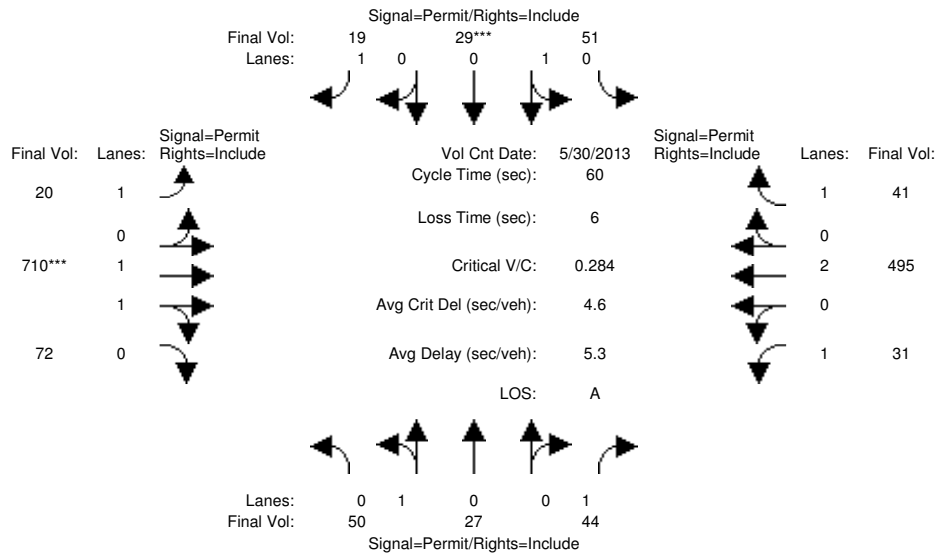 Signal=Permit/Rights=Include
Final Vol: 19 29*** 51
Lanes: 1 0 0 1 0
Signal=Permit Signal=Permit
Final Vol: Lanes: Rights=Include Vol Cnt Date: 5/30/2013 Rights=Include Lanes: Final Vol:
Cycle Time (sec): 60
20 1 1 41
Loss Time (sec): 6
0 0
710*** 1 Critical V/C: 0.284 2 495
1 Avg Crit Del (sec/veh): 4.6 0
72 0 Avg Delay (sec/veh): 5.3 1 31
LOS: A
Lanes: 0 1 0 0 1
Final Vol: 50 27 44
Signal=Permit/Rights=Include